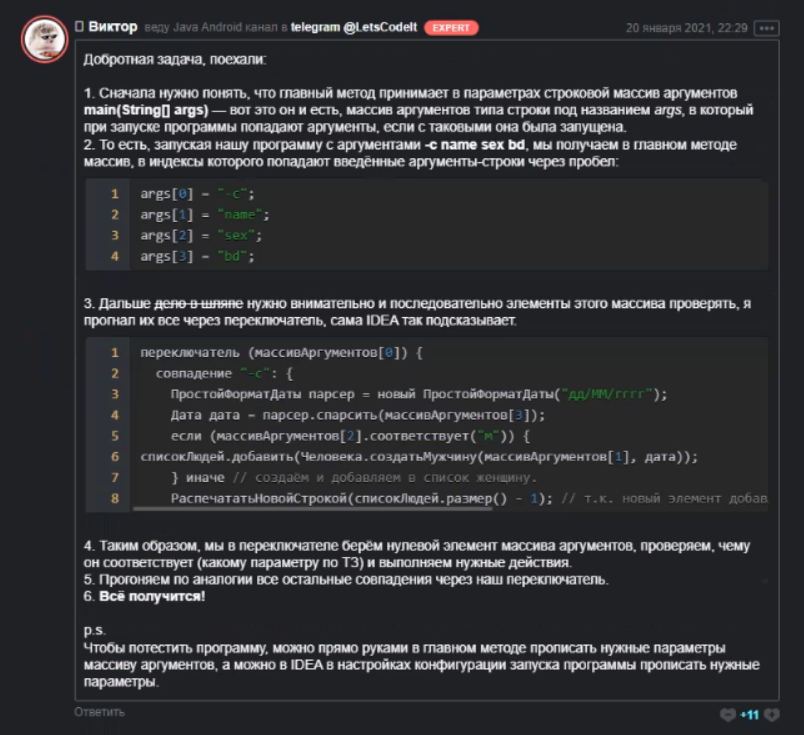 Виктор веду Java Android канал в telegram @LetsCodeIt EXPERT 20 января 2021, 22:29
Добротная задача, поехали:
1. Сначала нужно понять, что главный метод принимает в параметрах строковой массив аргументов
main(String[] args) — вот это он и есть, массив аргументов типа строки под названием args, в который
при запуске программы попадают аргументы, если с таковыми она была запущена.
2. То есть, запуская нашу программу с аргументами -c name sex bd, мы получаем в главном методе
массив, в индексы которого попадают введённые аргументы-строки через пробел:
1 args[0] = "-c";
2 args[1] = "name";
3 args[2] = "sex";
4 args[3] = "bd";
3. Дальше дело в шляпе нужно внимательно и последовательно элементы этого массива проверять, я
прогнал их все через переключатель, сама IDEA так подсказывает.
1 переключатель (массивАргументов[0]) {
2 совпадение "-c": {
3 ПростойФорматДаты парсер = новый ПростойФорматДаты("дд/ММ/гггг");
4 Дата дата = парсер.спарсить(массивАргументов[3]);
5 если (массивАргументов[2].соответствует("м")) {
6 списокЛюдей.добавить(Человека.создатьМужчину(массивАргументов[1], дата));
7 } иначе // создаём и добавляем в список женщину.
8 РаспечататьНовойСтрокой(списокЛюдей.размер() - 1); // т.к. новый элемент добав
4. Таким образом, мы в переключателе берём нулевой элемент массива аргументов, проверяем, чему
он соответствует (какому параметру по ТЗ) и выполняем нужные действия.
5. Прогоняем по аналогии все остальные совпадения через наш переключатель.
6. Всё получится!
p.s.
Чтобы потестить программу, можно прямо руками в главном методе прописать нужные параметры
массиву аргументов, а можно в IDEA в настройках конфигурации запуска программы прописать нужные
параметры.
Ответить +11